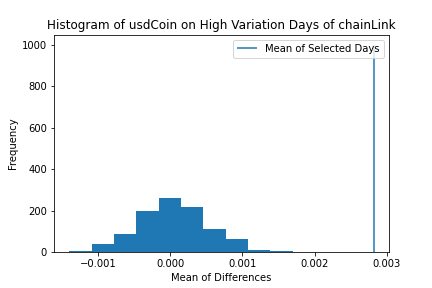 Histogram of usdCoin on High Variation Days of chainLink
1000
Mean of Selected Days
800
600
400
200
0
Frequency
−0.001 0.000 0.001 0.002 0.003
Mean of Differences